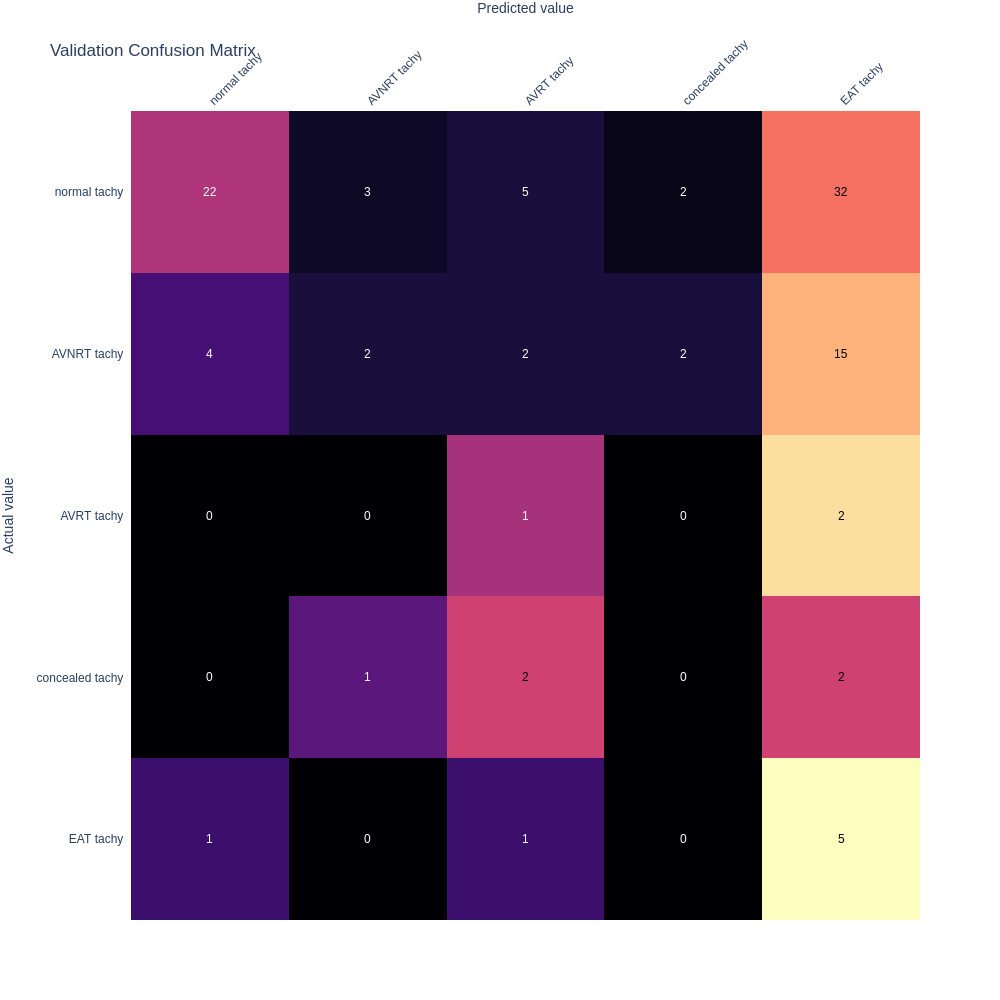 Predicted value
Validation Confusion Matrix
normal tachy
AVNRT tachy
AVRT tachy
concealed tachy
EAT tachy
normal tachy 22 3 5 2 32
AVNRT tachy 4 2 2 2 15
Actual value
AVRT tachy 0 0 1 0 2
concealed tachy 0 1 2 0 2
EAT tachy 1 0 1 0 5